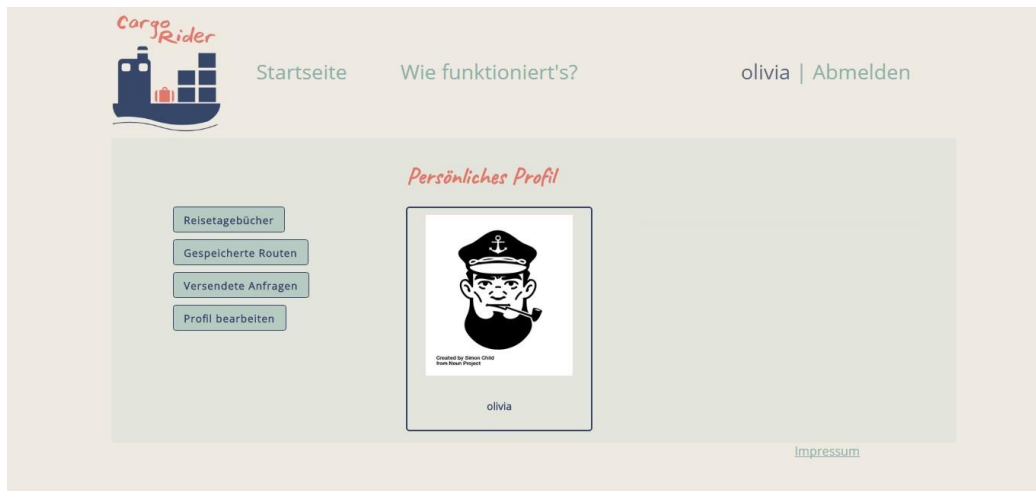 Cargo
Rider
Startseite
Wie funktioniert's?
olivia | Abmelden
Persönliches Profil
Reisetagebücher
Gespeicherte Routen
Versendete Anfragen
Profil bearbeiten
Created by Simon Child
from Noun Project
olivia
Impressum